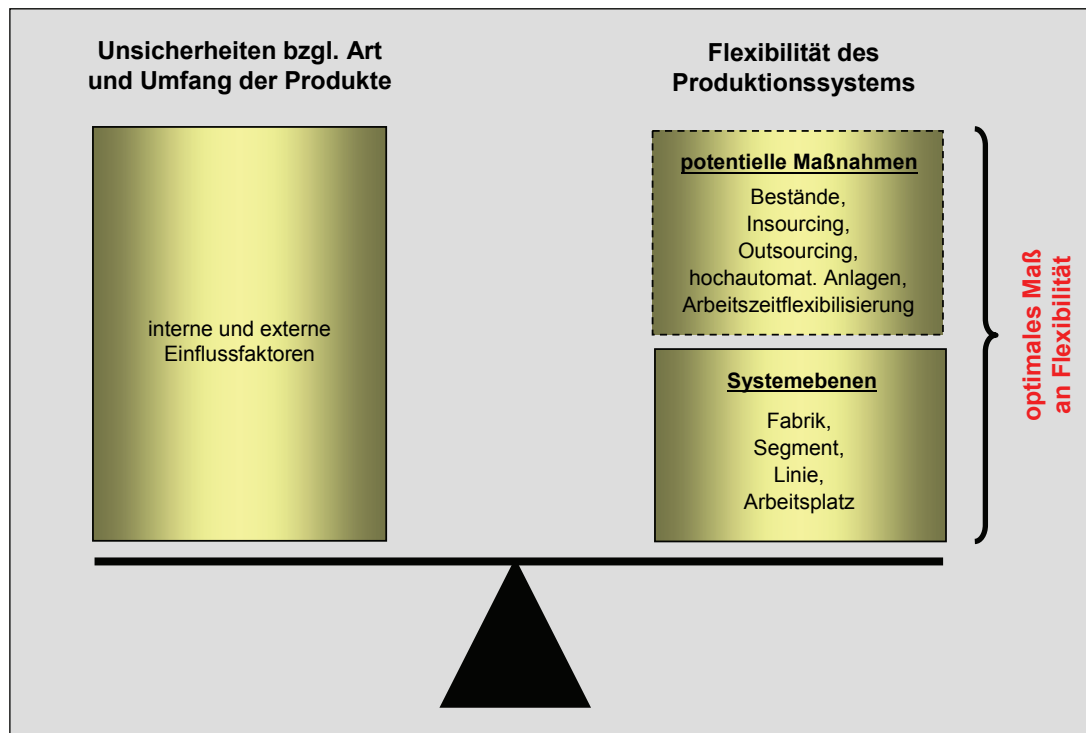 Unsicherheiten bzgl. Art
und Umfang der Produkte
interne und externe
Einflussfaktoren
Flexibilität des
Produktionssystems
potentielle Maßnahmen
Bestände,
Insourcing,
Outsourcing,
hochautomat. Anlagen,
Arbeitszeitflexibilisierung
Systemebenen
Fabrik,
Segment,
Linie,
Arbeitsplatz
optimales Maß
an Flexibilität